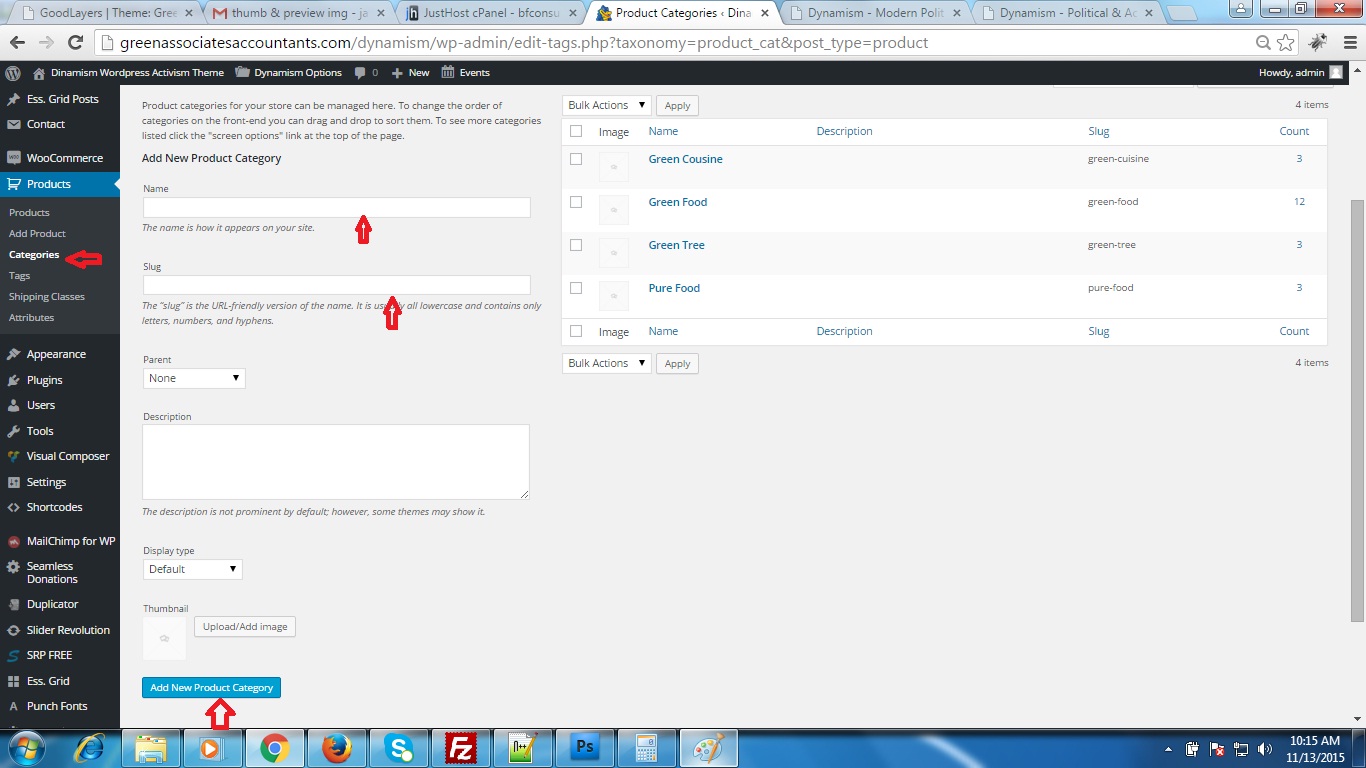 GoodLayers | Theme: Gree
thumb & preview img - ja
JustHost cPanel - bfconsu
Product Categories ‹ Dina
Dynamism - Modern Polit
Dynamism - Political & Ac
greenassociatesaccountants.com/dynamism/wp-admin/edit-tags.php?taxonomy=product_cat&post_type=product
Dinamism Wordpress Activism Theme
Dynamism Options
0
New
Events
Howdy, admin
Ess. Grid Posts
Contact
WooCommerce
Products
Products
Add Product
Categories
Tags
Shipping Classes
Attributes
Appearance
Plugins
Users
Tools
Visual Composer
Settings
Shortcodes
MailChimp for WP
Seamless
Donations
Duplicator
Slider Revolution
SRP FREE
Ess. Grid
Punch Fonts
Product categories for your store can be managed here. To change the order of
categories on the front-end you can drag and drop to sort them. To see more categories
listed click the "screen options" link at the top of the page.
Add New Product Category
Name
The name is how it appears on your site.
Slug
The “slug” is the URL-friendly version of the name. It is all lowercase and contains only
letters, numbers, and hyphens.
Parent
None
Description
The description is not prominent by default; however, some themes may show it.
Display type
Default
Thumbnail
Upload/Add image
Add New Product Category
Bulk Actions
Apply
4 items
Image Name Description Slug Count
Green Cousine green-cuisine 3
Green Food green-food 12
Green Tree green-tree 3
Pure Food pure-food 3
Image Name Description Slug Count
Bulk Actions
Apply
4 items
10:15 AM
11/13/2015